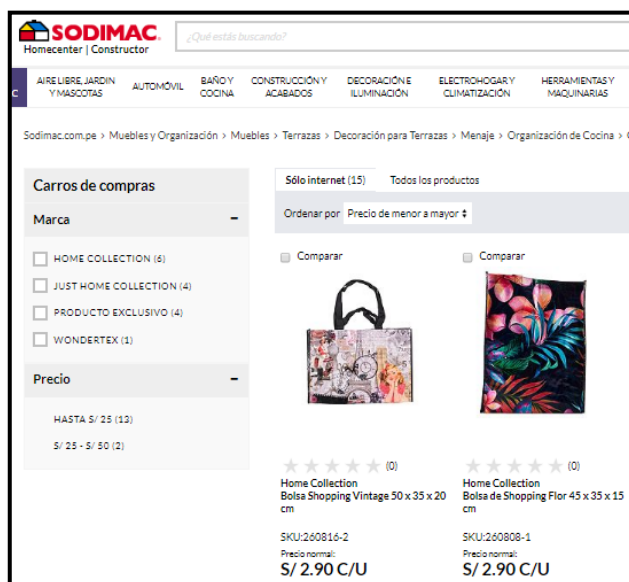 SODIMAC.
Homecenter | Constructor
¿Qué estás buscando?
C
AIRE LIBRE, JARDIN
Y MASCOTAS
AUTOMÓVIL
BAÑO Y
COCINA
CONSTRUCCIÓN Y
ACABADOS
DECORACIÓN E
ILUMINACIÓN
ELECTROHOGAR Y
CLIMATIZACIÓN
HERRAMIENTAS Y
MAQUINARIAS
Sodimac.com.pe > Muebles y Organización > Muebles > Terrazas > Decoración para Terrazas > Menaje > Organización de Cocina >
Carros de compras
Marca –
HOME COLLECTION (6)
JUST HOME COLLECTION (4)
PRODUCTO EXCLUSIVO (4)
WONDERTEX (1)
Precio –
HASTA S/ 25 (13)
S/ 25 - S/ 50 (2)
Sólo internet (15) Todos los productos
Ordenar por Precio de menor a mayor
Comparar
(0)
Home Collection
Bolsa Shopping Vintage 50 x 35 x 20
cm
SKU:260816-2
Precio normal:
S/ 2.90 C/U
Comparar
(0)
Home Collection
Bolsa de Shopping Flor 45 x 35 x 15
cm
SKU:260808-1
Precio normal:
S/ 2.90 C/U